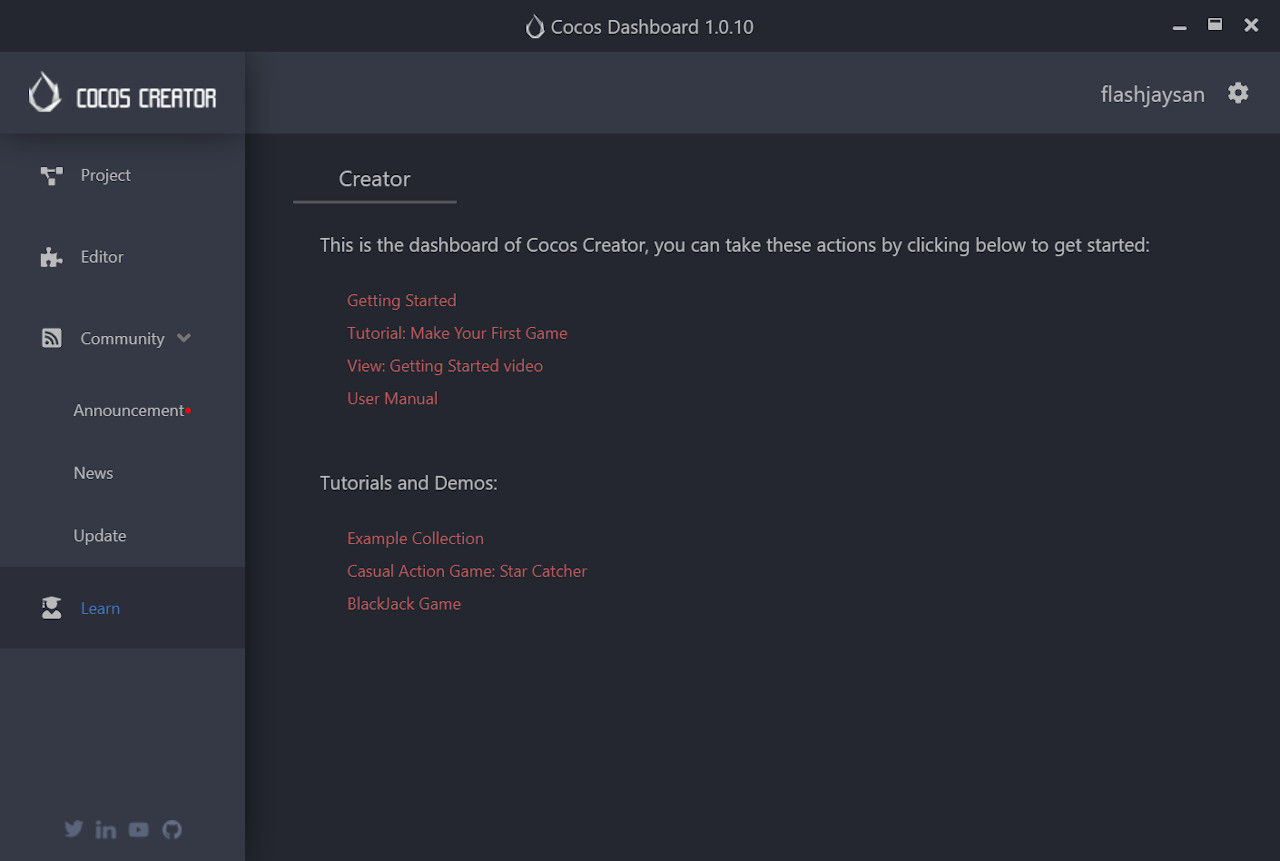 Cocos Dashboard 1.0.10
COCOS CREATOR
flashjaysan
Project
Editor
Community
Announcement
News
Update
Learn
Creator
This is the dashboard of Cocos Creator, you can take these actions by clicking below to get started:
Getting Started
Tutorial: Make Your First Game
View: Getting Started video
User Manual
Tutorials and Demos:
Example Collection
Casual Action Game: Star Catcher
BlackJack Game